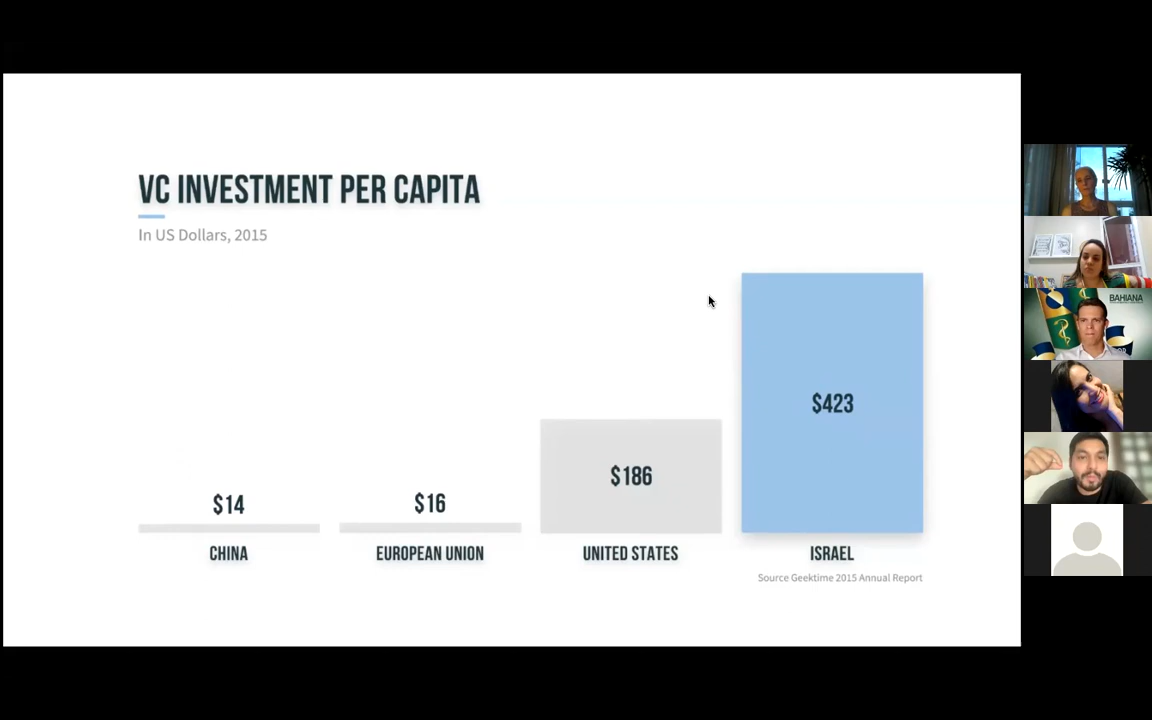 VC INVESTMENT PER CAPITA
In US Dollars, 2015
$14
$16
$186
$423
CHINA
EUROPEAN UNION
UNITED STATES
ISRAEL
Source Geektime 2015 Annual Report
BAHIANA